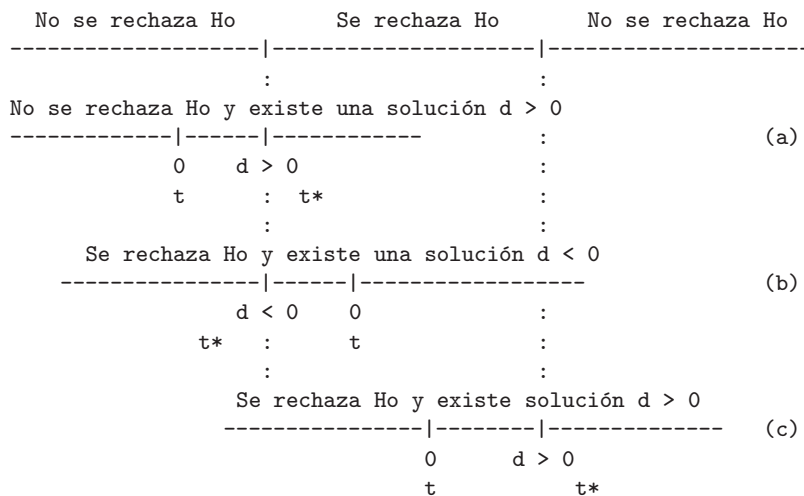 No se rechaza Ho Se rechaza Ho No se rechaza Ho
--------------------|----------------------|---------------------
: :
No se rechaza Ho y existe una solución d > 0
-------------|------|------------ : (a)
0 d > 0 :
t : t* :
: :
Se rechaza Ho y existe una solución d < 0
----------------|------|------------------ (b)
d < 0 0 :
t* : t :
: :
Se rechaza Ho y existe solución d > 0
----------------|--------|-------------- (c)
0 d > 0
t t*